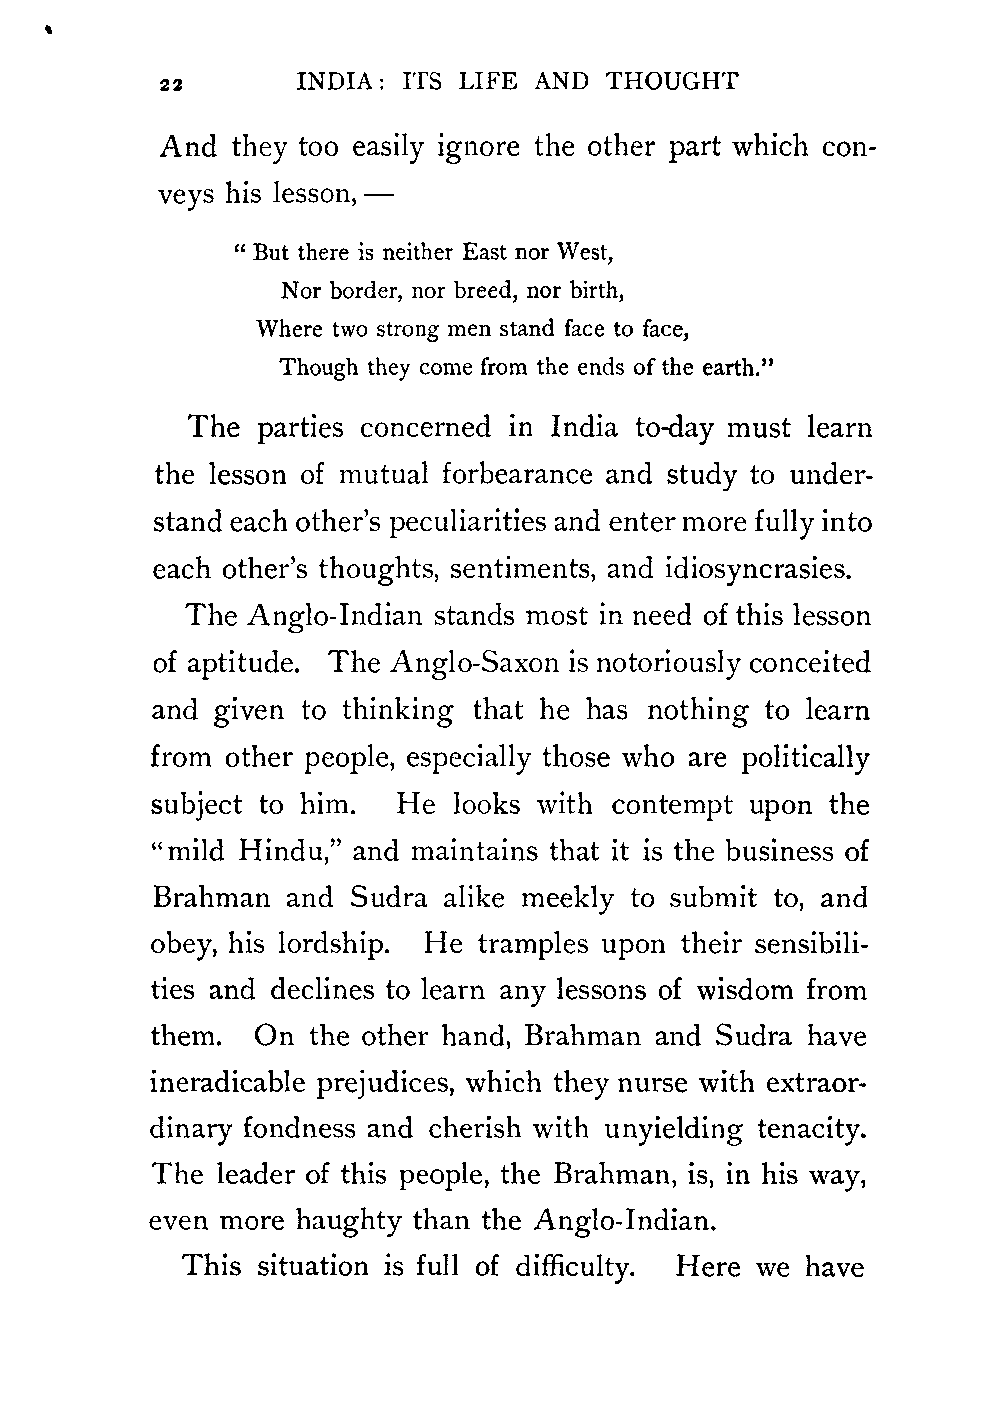 22 INDIA: ITS LIFE AND THOUGHT
And they too easily ignore the other part which con-
veys his lesson, —
“But there is neither East nor West,
Nor border, nor breed, nor birth,
Where two strong men stand face to face,
Though they come from the ends of the earth.”
The parties concerned in India to-day must learn
the lesson of mutual forbearance and study to under-
stand each other’s peculiarities and enter more fully into
each other’s thoughts, sentiments, and idiosyncrasies.
The Anglo-Indian stands most in need of this lesson
of aptitude. The Anglo-Saxon is notoriously conceited
and given to thinking that he has nothing to learn
from other people, especially those who are politically
subject to him. He looks with contempt upon the
“mild Hindu,” and maintains that it is the business of
Brahman and Sudra alike meekly to submit to, and
obey, his lordship. He tramples upon their sensibili-
ties and declines to learn any lessons of wisdom from
them. On the other hand, Brahman and Sudra have
ineradicable prejudices, which they nurse with extraor-
dinary fondness and cherish with unyielding tenacity.
The leader of this people, the Brahman, is, in his way,
even more haughty than the Anglo-Indian.
This situation is full of difficulty. Here we have